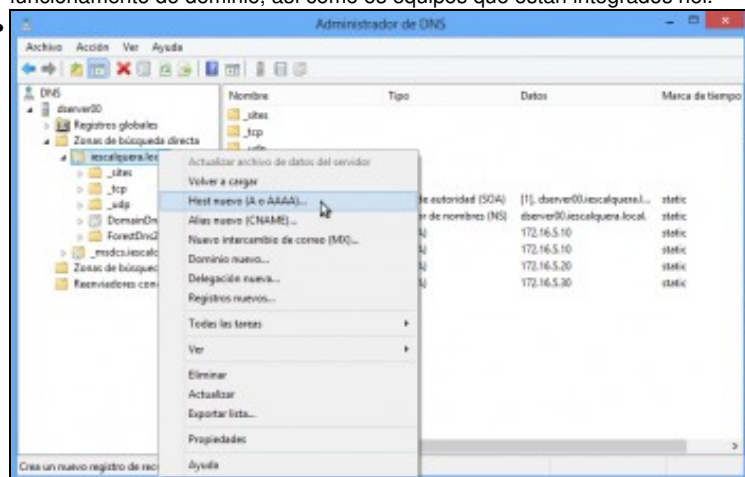 funcionamento de dominio, así como os equipos que están integrados nel.
Administrador de DNS
Archivo Acción Ver Ayuda
DNS
dserver00
Registros globales
Zonas de búsqueda directa
iescalquera.loc
_sites
_tcp
_udp
DomainDn
ForestDnsZ
_msdcs.iescalc
Zonas de búsquec
Reenviadores con
Nombre Tipo Datos Marca de tiempo
_sites
_tcp
_udp
de autoridad (SOA) [1], dserver00.iescalquera.l... static
or de nombres (NS) dserver00.iescalquera.local. static
172.16.5.10 static
172.16.5.10 static
172.16.5.20 static
172.16.5.30 static
Actualizar archivo de datos del servidor
Volver a cargar
Host nuevo (A o AAAA)...
Alias nuevo (CNAME)...
Nuevo intercambio de correo (MX)...
Dominio nuevo...
Delegación nueva...
Registros nuevos...
Todas las tareas
Ver
Eliminar
Actualizar
Exportar lista...
Propiedades
Ayuda
Crea un nuevo registro de rec